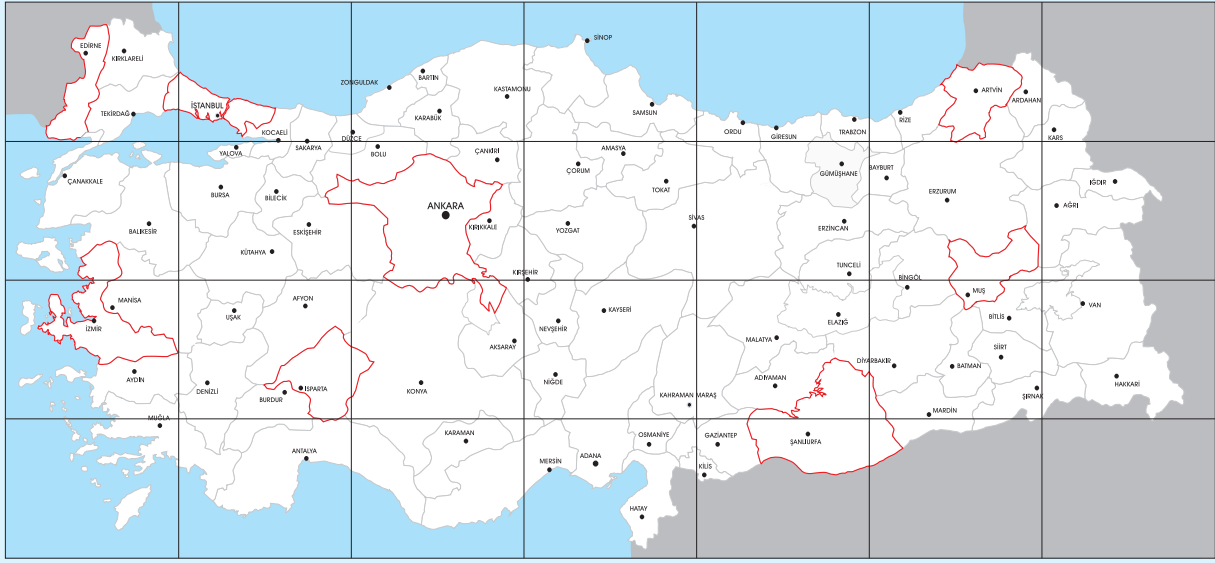 SİNOP
EDİRNE
KIRKLARELİ
BARTIN
ZONGULDAK
KASTAMONU
ARTVİN
ARDAHAN
İSTANBUL
TEKİRDAĞ
KARABÜK
SAMSUN
ORDU
GİRESUN
TRABZON
RİZE
KARS
KOCAELİ
SAKARYA
DÜZCE
YALOVA
BOLU
ÇANKIRI
AMASYA
ÇORUM
GÜMÜŞHANE
BAYBURT
ÇANAKKALE
BURSA
BİLECİK
TOKAT
ERZURUM
IĞDIR
AĞRI
ANKARA
BALIKESİR
ESKİŞEHİR
KIRIKKALE
YOZGAT
SİVAS
ERZİNCAN
KÜTAHYA
KIRŞEHİR
TUNCELİ
BİNGÖL
MUŞ
MANİSA
UŞAK
AFYON
NEVŞEHİR
KAYSERİ
ELAZIĞ
BİTLİS
VAN
İZMİR
AKSARAY
MALATYA
SİİRT
AYDIN
DENİZLİ
BURDUR
İSPARTA
KONYA
NİĞDE
ADIYAMAN
DİYARBAKIR
BATMAN
HAKKARİ
ŞIRNAK
KAHRAMAN MARAŞ
MARDİN
MUĞLA
ANTALYA
KARAMAN
MERSİN
ADANA
OSMANİYE
GAZİANTEP
ŞANLIURFA
KİLİS
HATAY